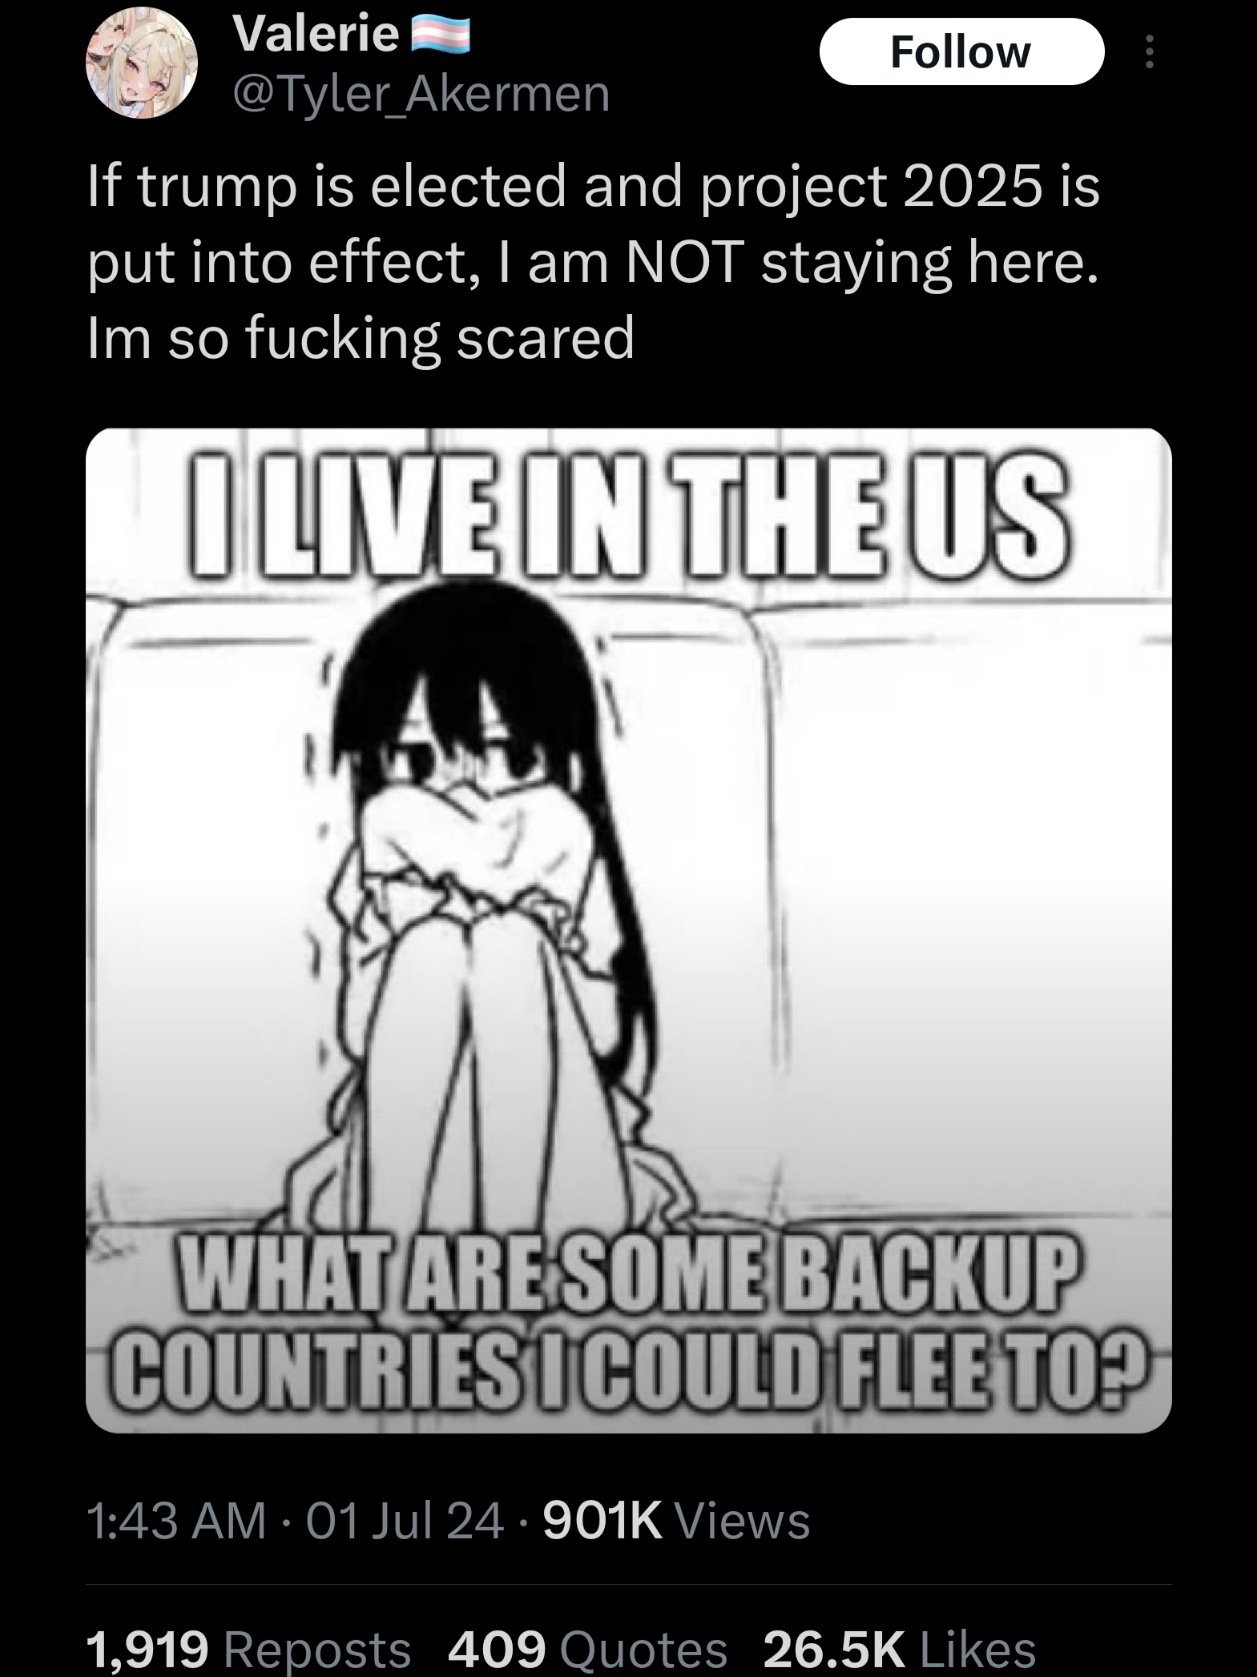 Valerie 🏳️‍⚧️
Follow
@Tyler_Akermen
If trump is elected and project 2025 is
put into effect, I am NOT staying here.
Im so fucking scared
I LIVE IN THE US
WHAT ARE SOME BACKUP
COUNTRIES I COULD FLEE TO?
1:43 AM · 01 Jul 24 · 901K Views
1,919 Reposts 409 Quotes 26.5K Likes